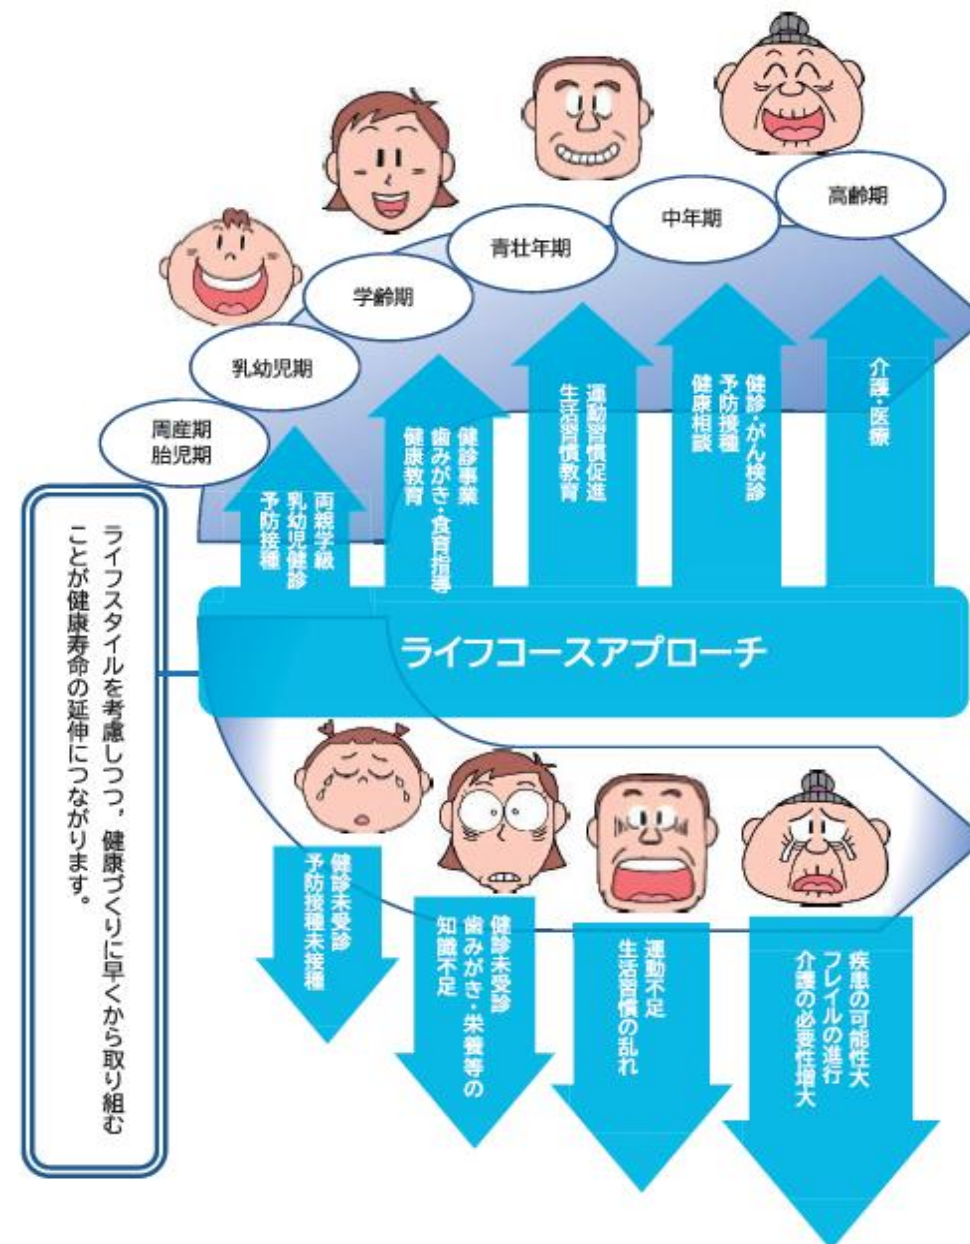 高齢期
中年期
青壮年期
学齢期
乳幼児期
周産期
胎児期
両親学級
乳幼児健診
予防接種
健診事業
歯みがき・食育指導
健康教育
運動習慣促進
生活習慣教育
健診・がん検診
予防接種
健康相談
介護・医療
ライフコースアプローチ
ライフスタイルを考慮しつつ，健康づくりに早くから取り組む
ことが健康寿命の延伸につながります。
健診未受診
予防接種未接種
健診未受診
歯みがき・栄養等の
知識不足
運動不足
生活習慣の乱れ
疾患の可能性大
フレイルの進行
介護の必要性増大